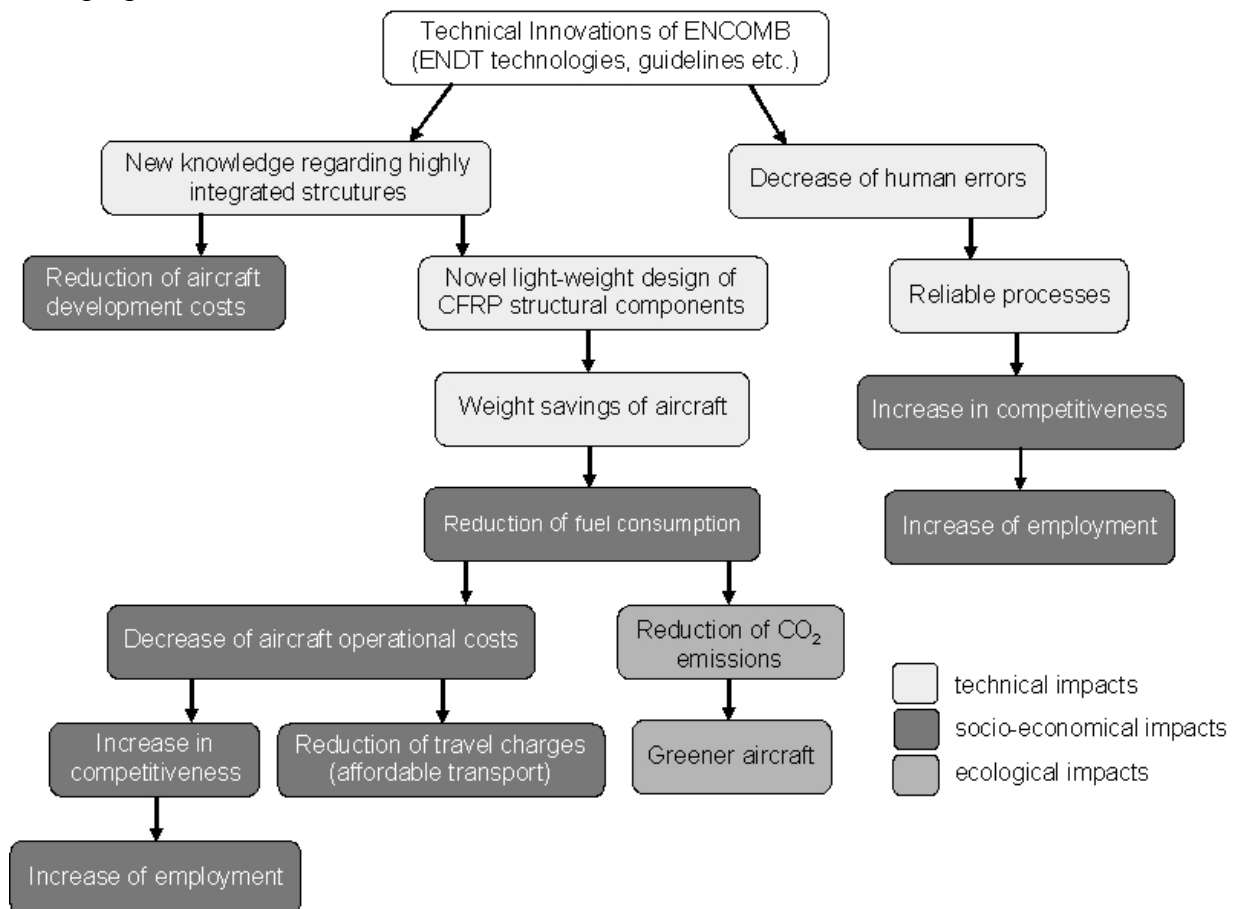 Technical Innovations of ENCOMB
(ENDT technologies, guidelines etc.)
New knowledge regarding highly
integrated strcutures
Decrease of human errors
Reduction of aircraft
development costs
Novel light-weight design of
CFRP structural components
Reliable processes
Weight savings of aircraft
Increase in competitiveness
Reduction of fuel consumption
Increase of employment
Decrease of aircraft operational costs
Reduction of CO₂
emissions
technical impacts
socio-economical impacts
ecological impacts
Increase in
competitiveness
Reduction of travel charges
(affordable transport)
Greener aircraft
Increase of employment